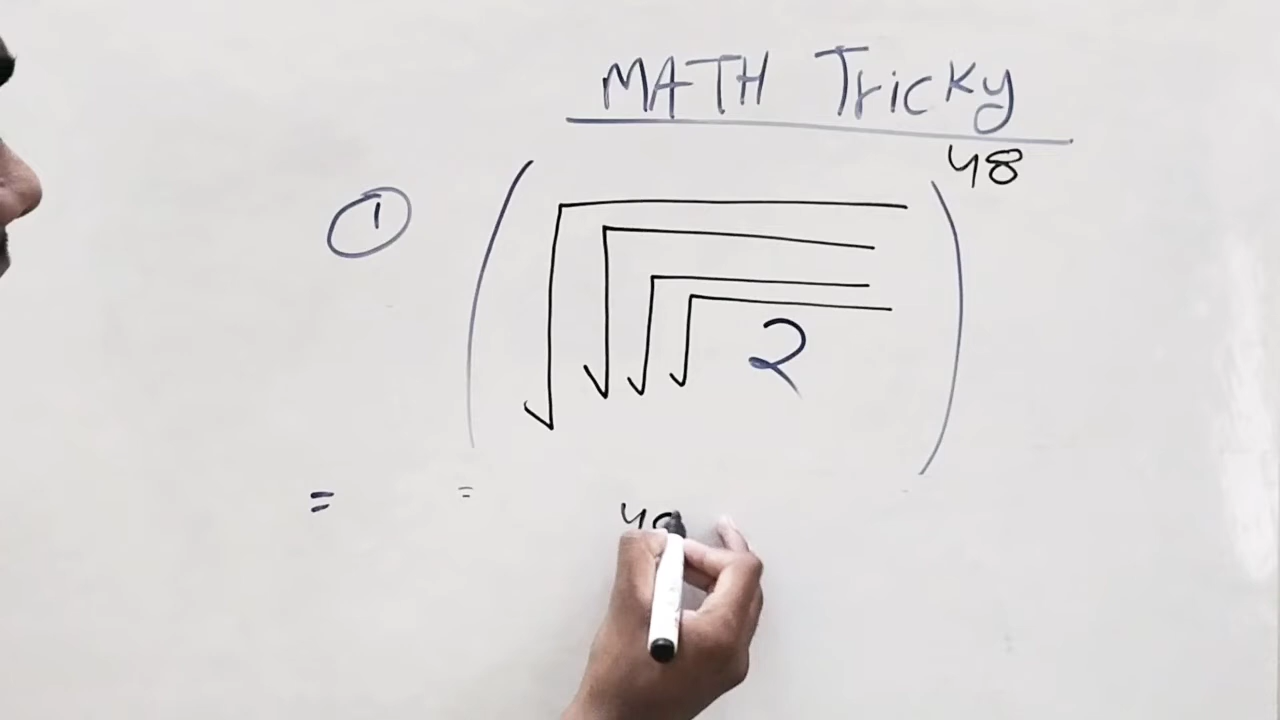 MATH Tricky
① (√√√√2)⁴⁸
= =